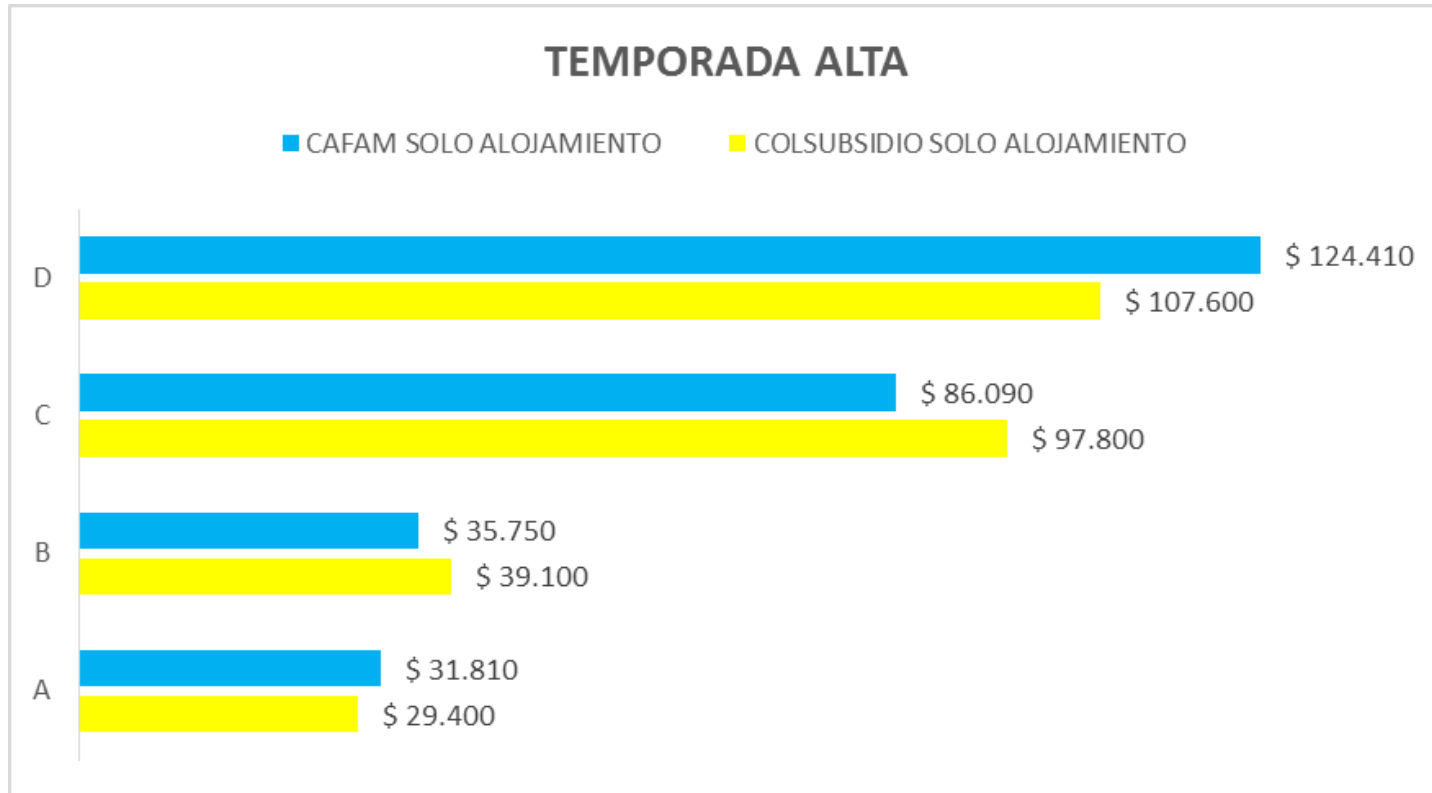 TEMPORADA ALTA
CAFAM SOLO ALOJAMIENTO COLSUBSIDIO SOLO ALOJAMIENTO
D
$ 124.410
$ 107.600
C
$ 86.090
$ 97.800
B
$ 35.750
$ 39.100
A
$ 31.810
$ 29.400